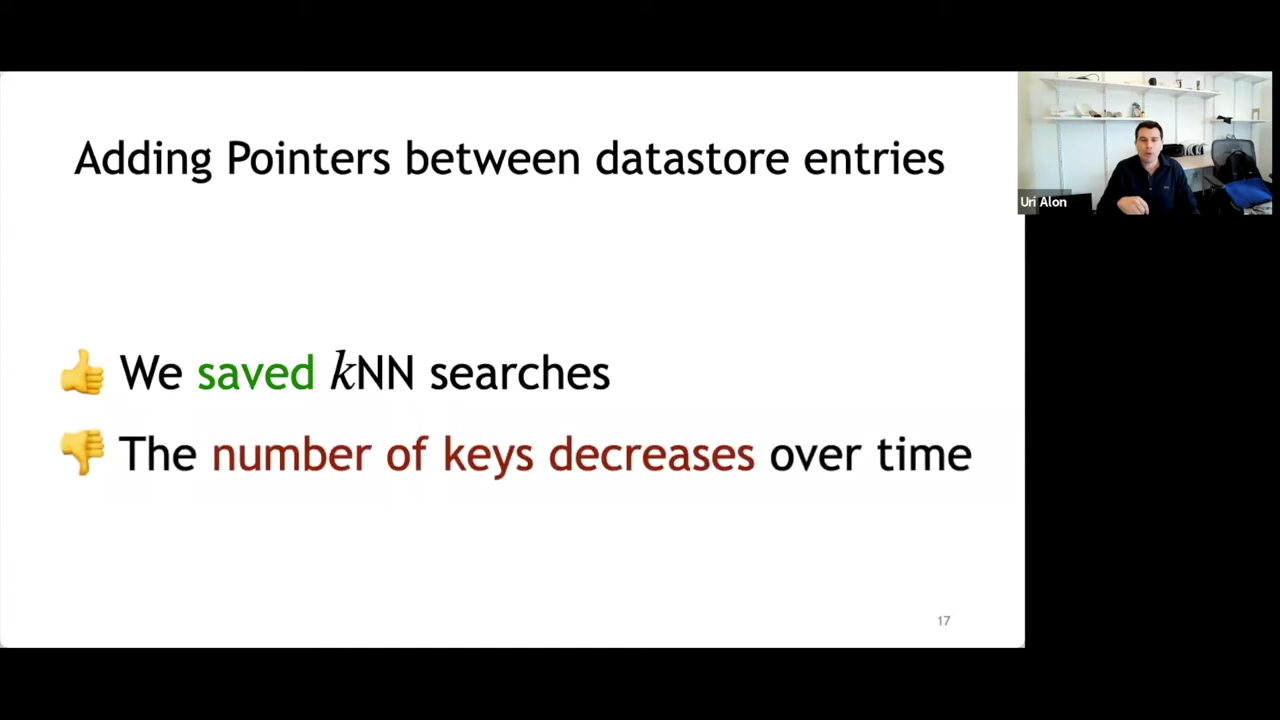 Adding Pointers between datastore entries
Uri Alon
👍 We saved kNN searches
👎 The number of keys decreases over time
17